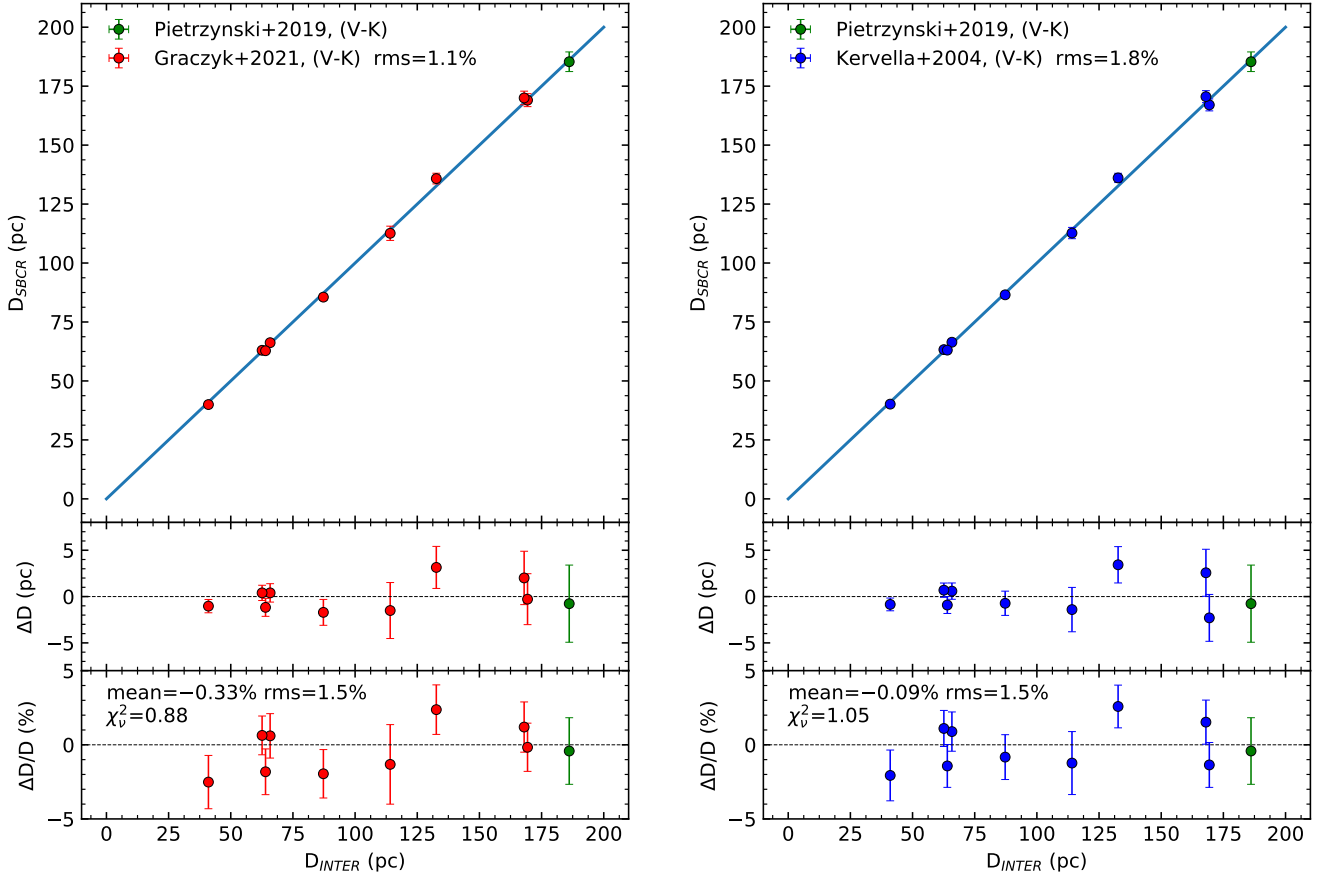 200
175
150
125
100
75
50
25
0
D_SBCR (pc)
Pietrzynski+2019, (V-K)
Graczyk+2021, (V-K) rms=1.1%
5
0
−5
ΔD (pc)
5
0
−5
ΔD/D (%)
mean=−0.33% rms=1.5%
χ²ᵥ=0.88
0 25 50 75 100 125 150 175 200
D_INTER (pc)
200
175
150
125
100
75
50
25
0
D_SBCR (pc)
Pietrzynski+2019, (V-K)
Kervella+2004, (V-K) rms=1.8%
5
0
−5
ΔD (pc)
5
0
−5
ΔD/D (%)
mean=−0.09% rms=1.5%
χ²ᵥ=1.05
0 25 50 75 100 125 150 175 200
D_INTER (pc)